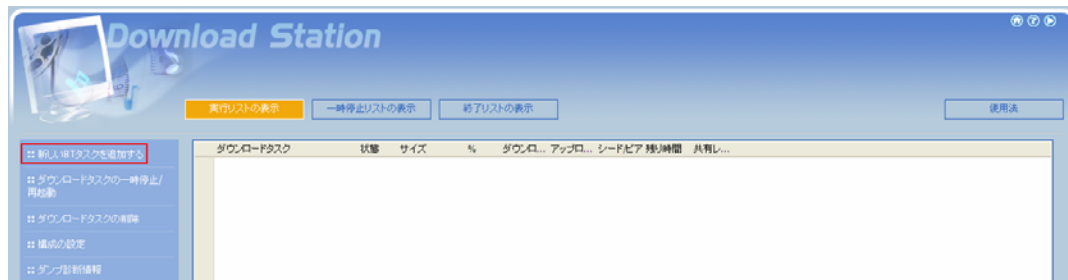 Download Station
実行リストの表示
一時停止リストの表示
終了リストの表示
使用法
新しいBTタスクを追加する
ダウンロードタスクの一時停止/
再起動
ダウンロードタスクの削除
構成の設定
ダンプ診断情報
ダウンロードタスク 状態 サイズ % ダウンロ... アップロ... シード/ピア 残り時間 共有レ...